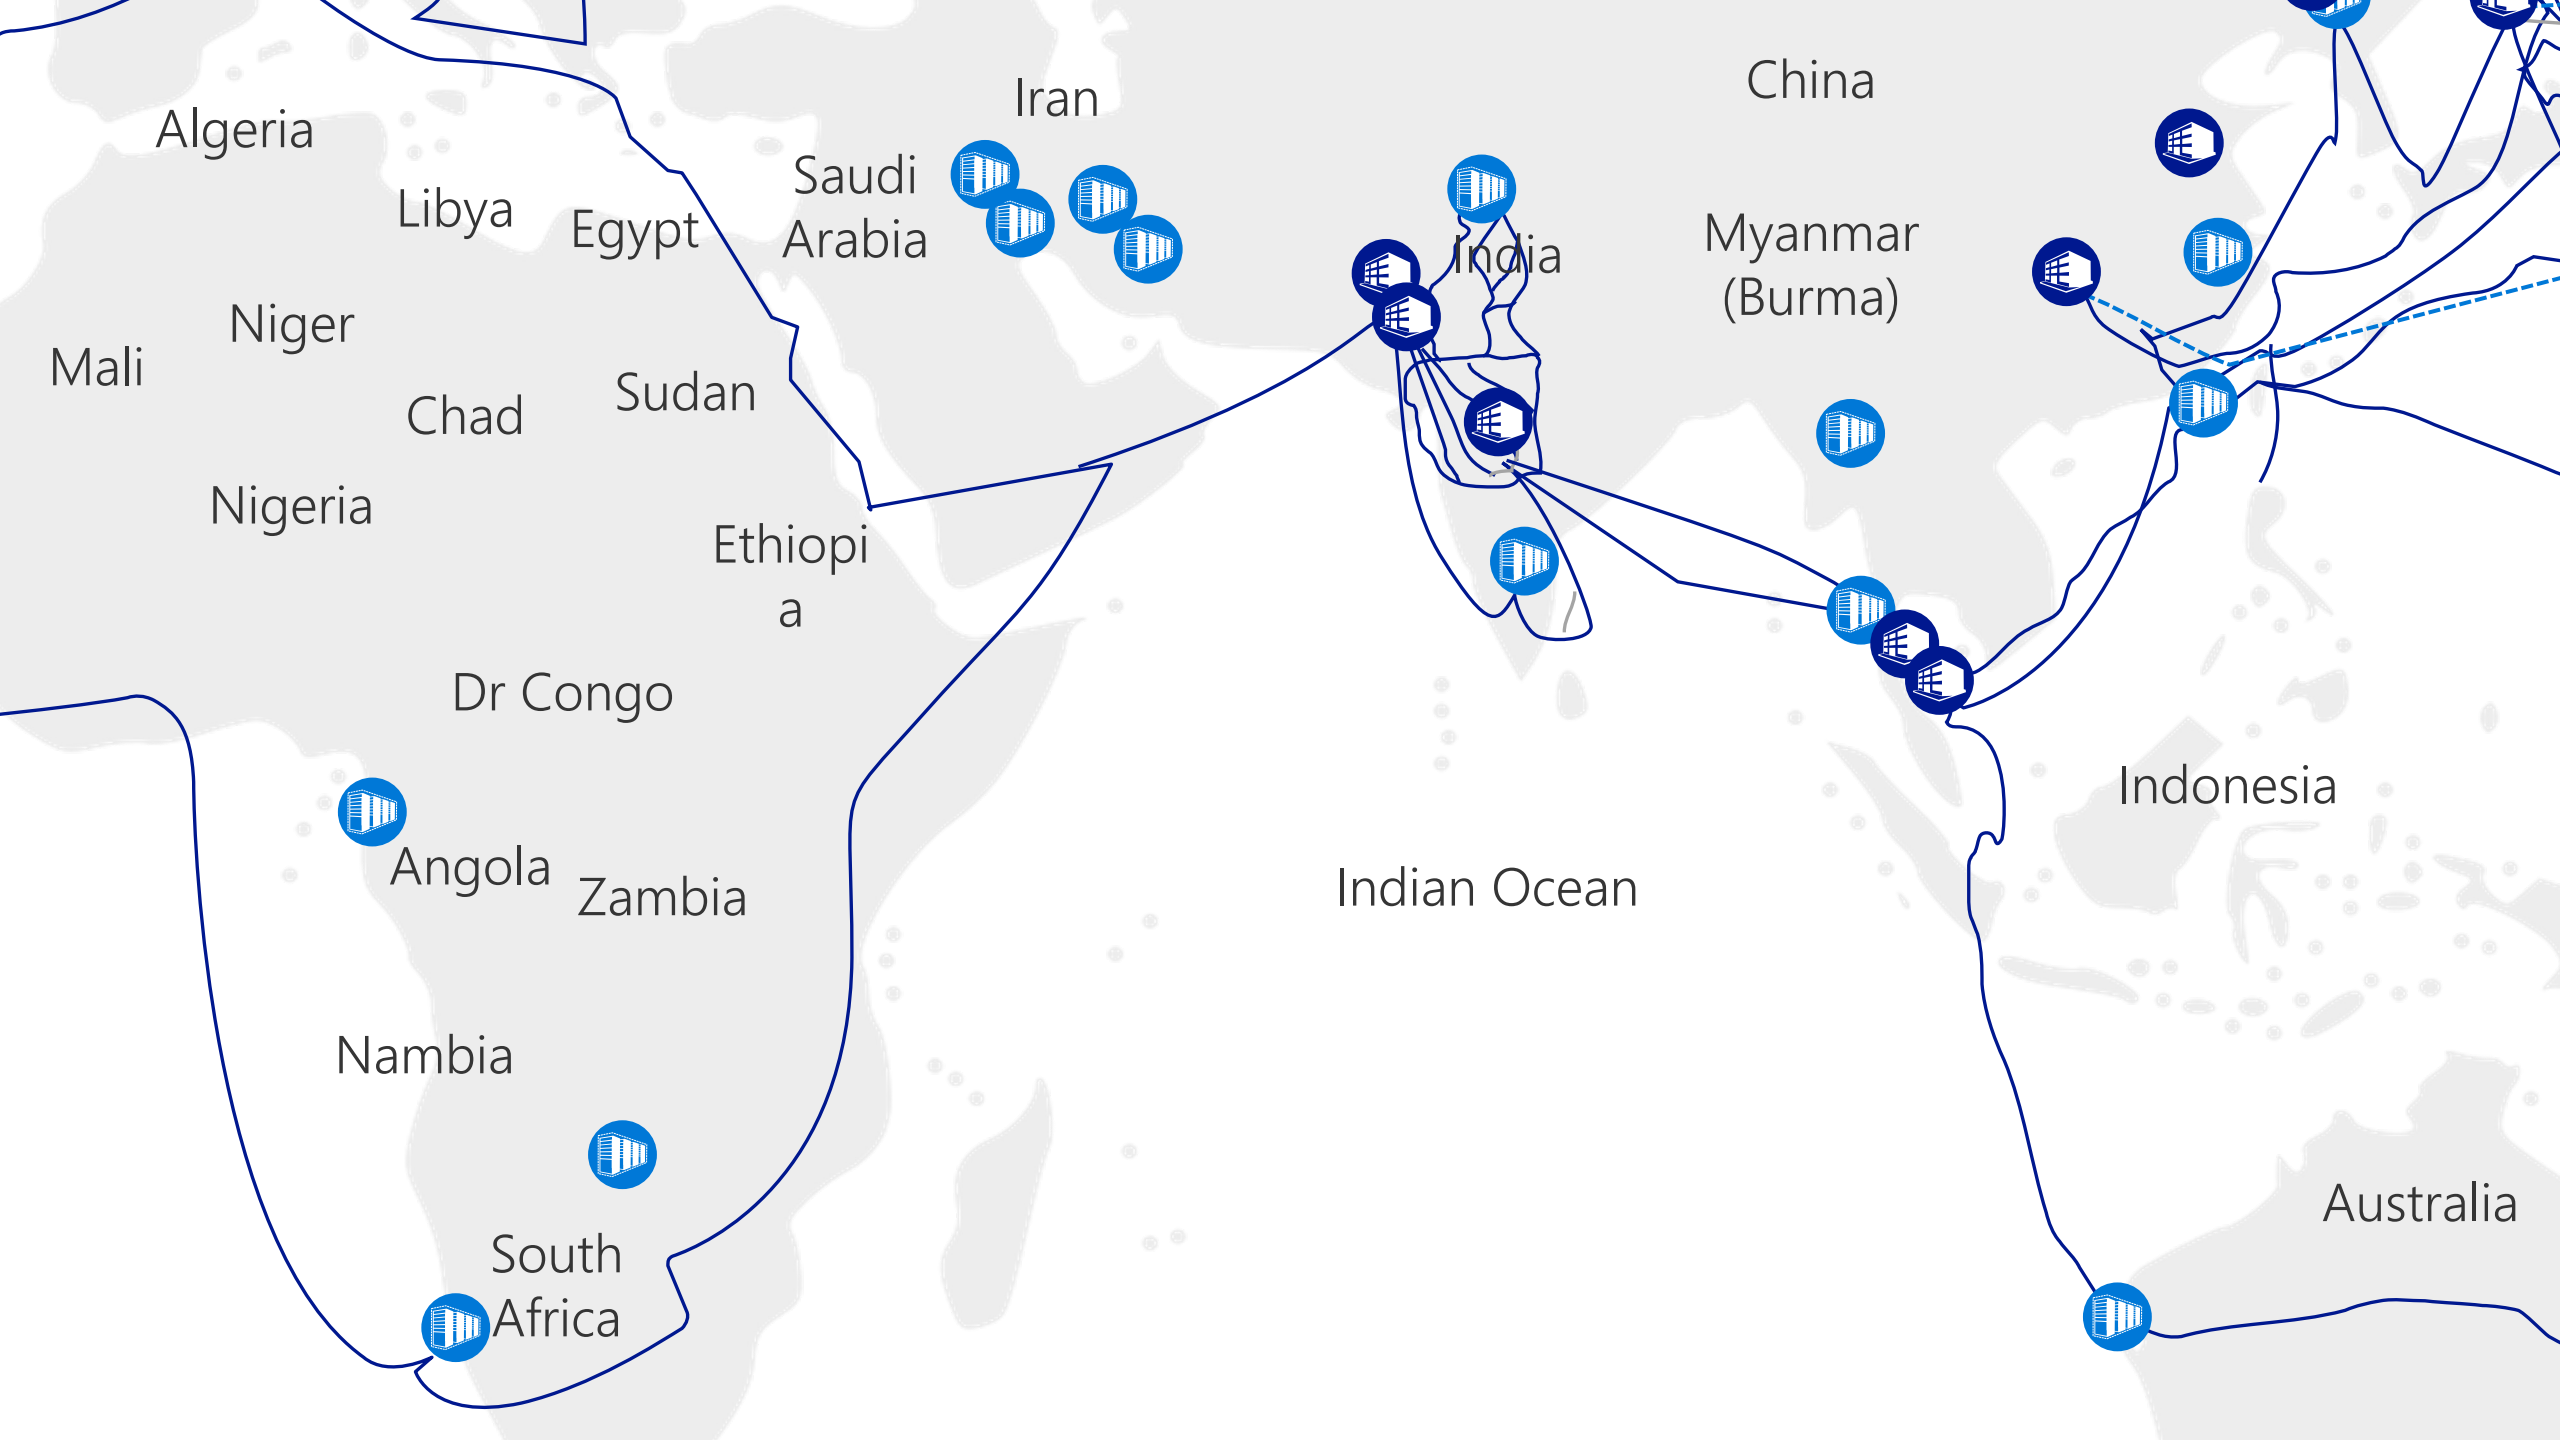 China
Iran
Algeria
Saudi
Arabia
Libya
Egypt
India
Myanmar
(Burma)
Niger
Mali
Sudan
Chad
Nigeria
Ethiopi
a
Dr Congo
Indonesia
Angola
Zambia
Indian Ocean
Nambia
Australia
South
Africa